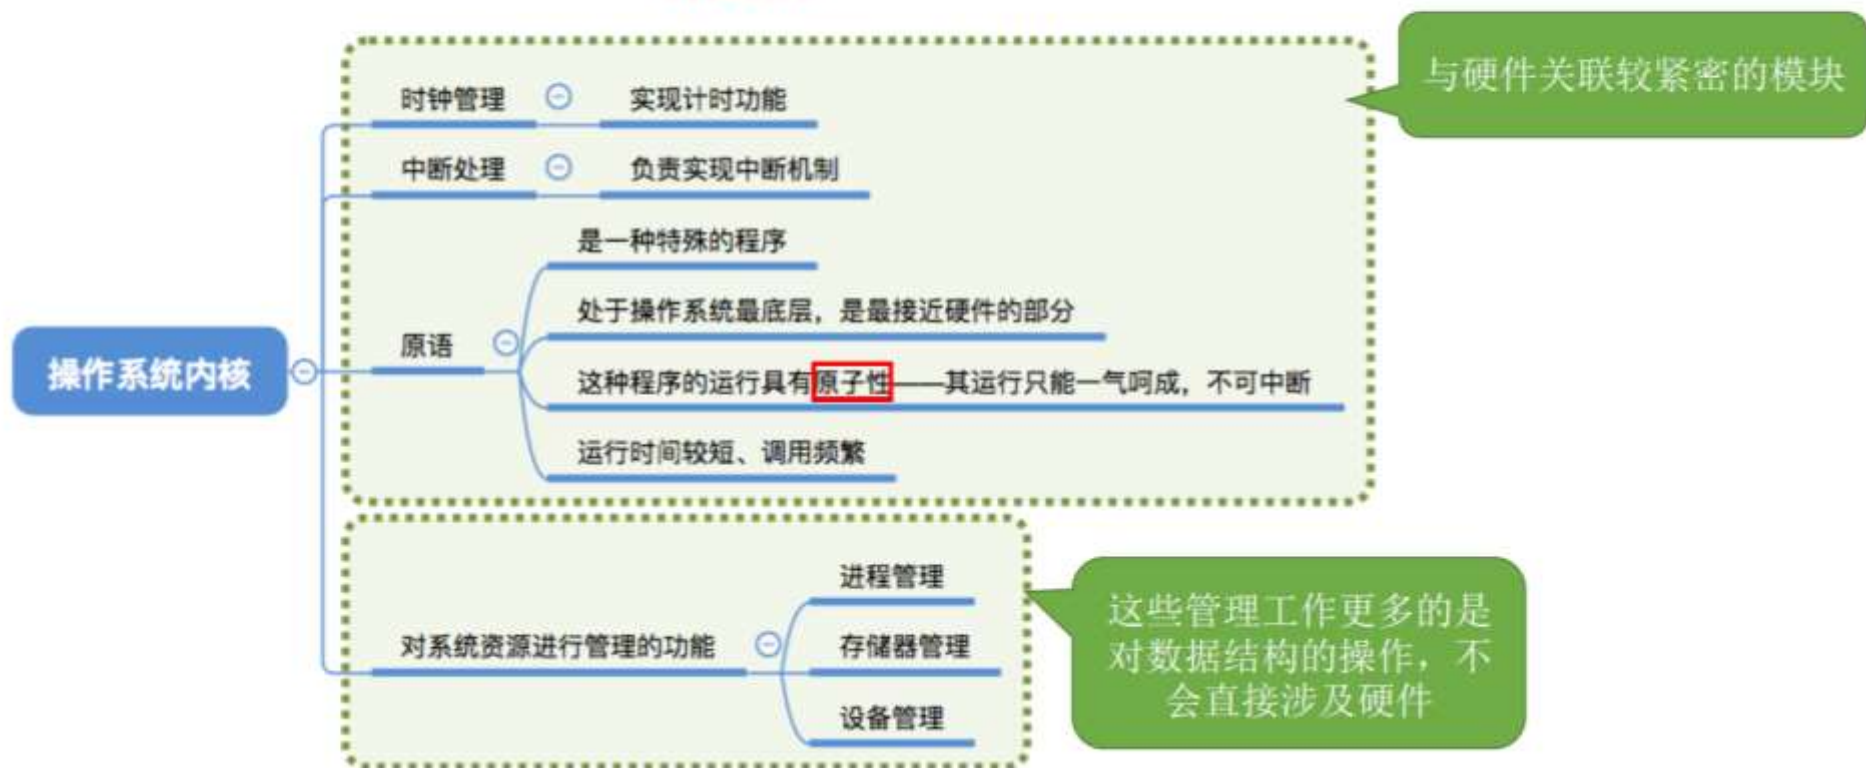 与硬件关联较紧密的模块
时钟管理
实现计时功能
中断处理
负责实现中断机制
是一种特殊的程序
处于操作系统最底层，是最接近硬件的部分
原语
这种程序的运行具有原子性——其运行只能一气呵成，不可中断
运行时间较短、调用频繁
操作系统内核
对系统资源进行管理的功能
进程管理
存储器管理
设备管理
这些管理工作更多的是
对数据结构的操作，不
会直接涉及硬件